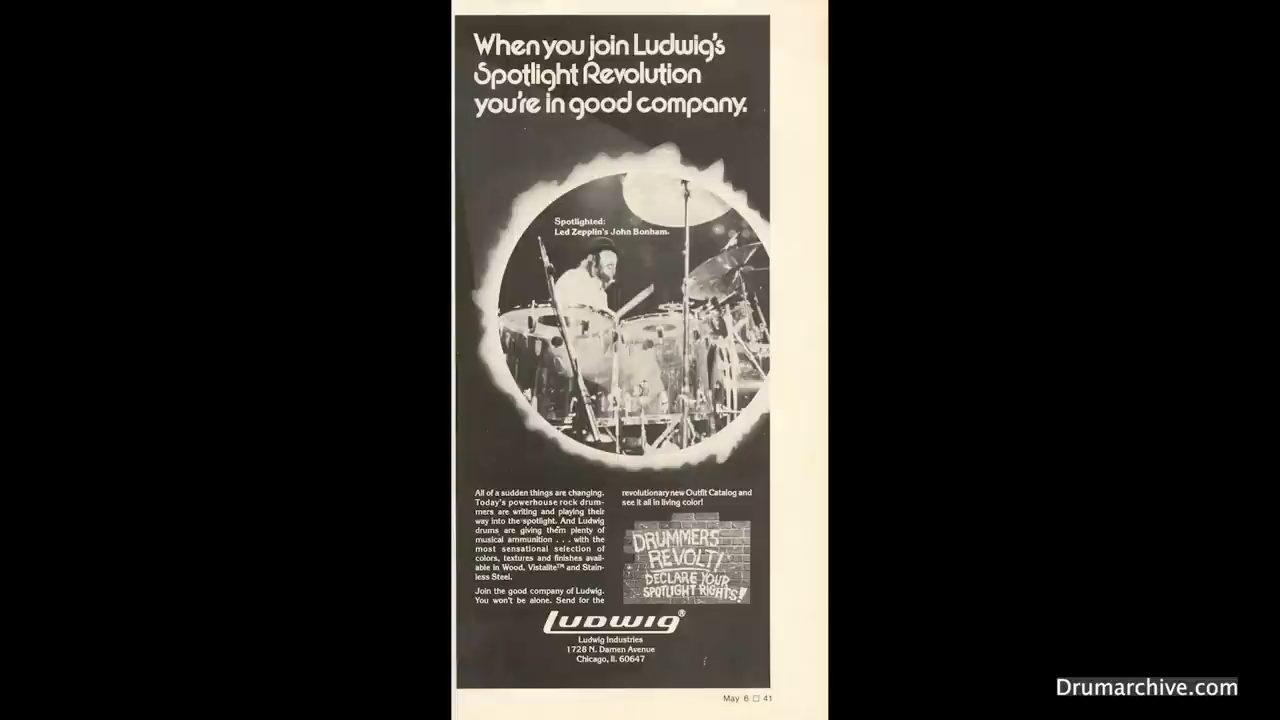 When you join Ludwig's
Spotlight Revolution
you're in good company.
Spotlighted:
Led Zepplin's John Bonham.
All of a sudden things are changing.
Today's powerhouse rock drum-
mers are writing and playing their
way into the spotlight. And Ludwig
drums are giving them plenty of
musical ammunition . . . with the
most sensational selection of
colors, textures and finishes avail-
able in Wood, Vistalite™ and Stain-
less Steel.
Join the good company of Ludwig.
You won't be alone. Send for the
revolutionary new Outfit Catalog and
see it all in living color!
DRUMMERS
REVOLT!
DECLARE YOUR
SPOTLIGHT RIGHTS!
LUDWIG®
Ludwig Industries
1728 N. Damen Avenue
Chicago, Il. 60647
May 6 □ 41
Drumarchive.com